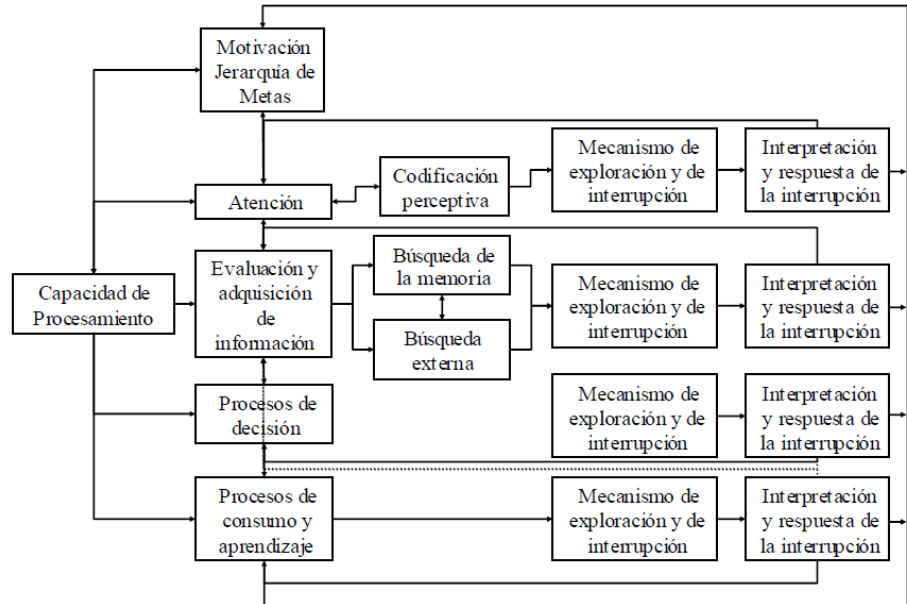 Motivación
Jerarquía de
Metas
Atención
Codificación
perceptiva
Mecanismo de
exploración y de
interrupción
Interpretación
y respuesta de
la interrupción
Capacidad de
Procesamiento
Evaluación y
adquisición
de
información
Búsqueda de
la memoria
Búsqueda
externa
Mecanismo de
exploración y de
interrupción
Interpretación
y respuesta de
la interrupción
Procesos de
decisión
Mecanismo de
exploración y de
interrupción
Interpretación
y respuesta de
la interrupción
Procesos de
consumo y
aprendizaje
Mecanismo de
exploración y de
interrupción
Interpretación
y respuesta de
la interrupción